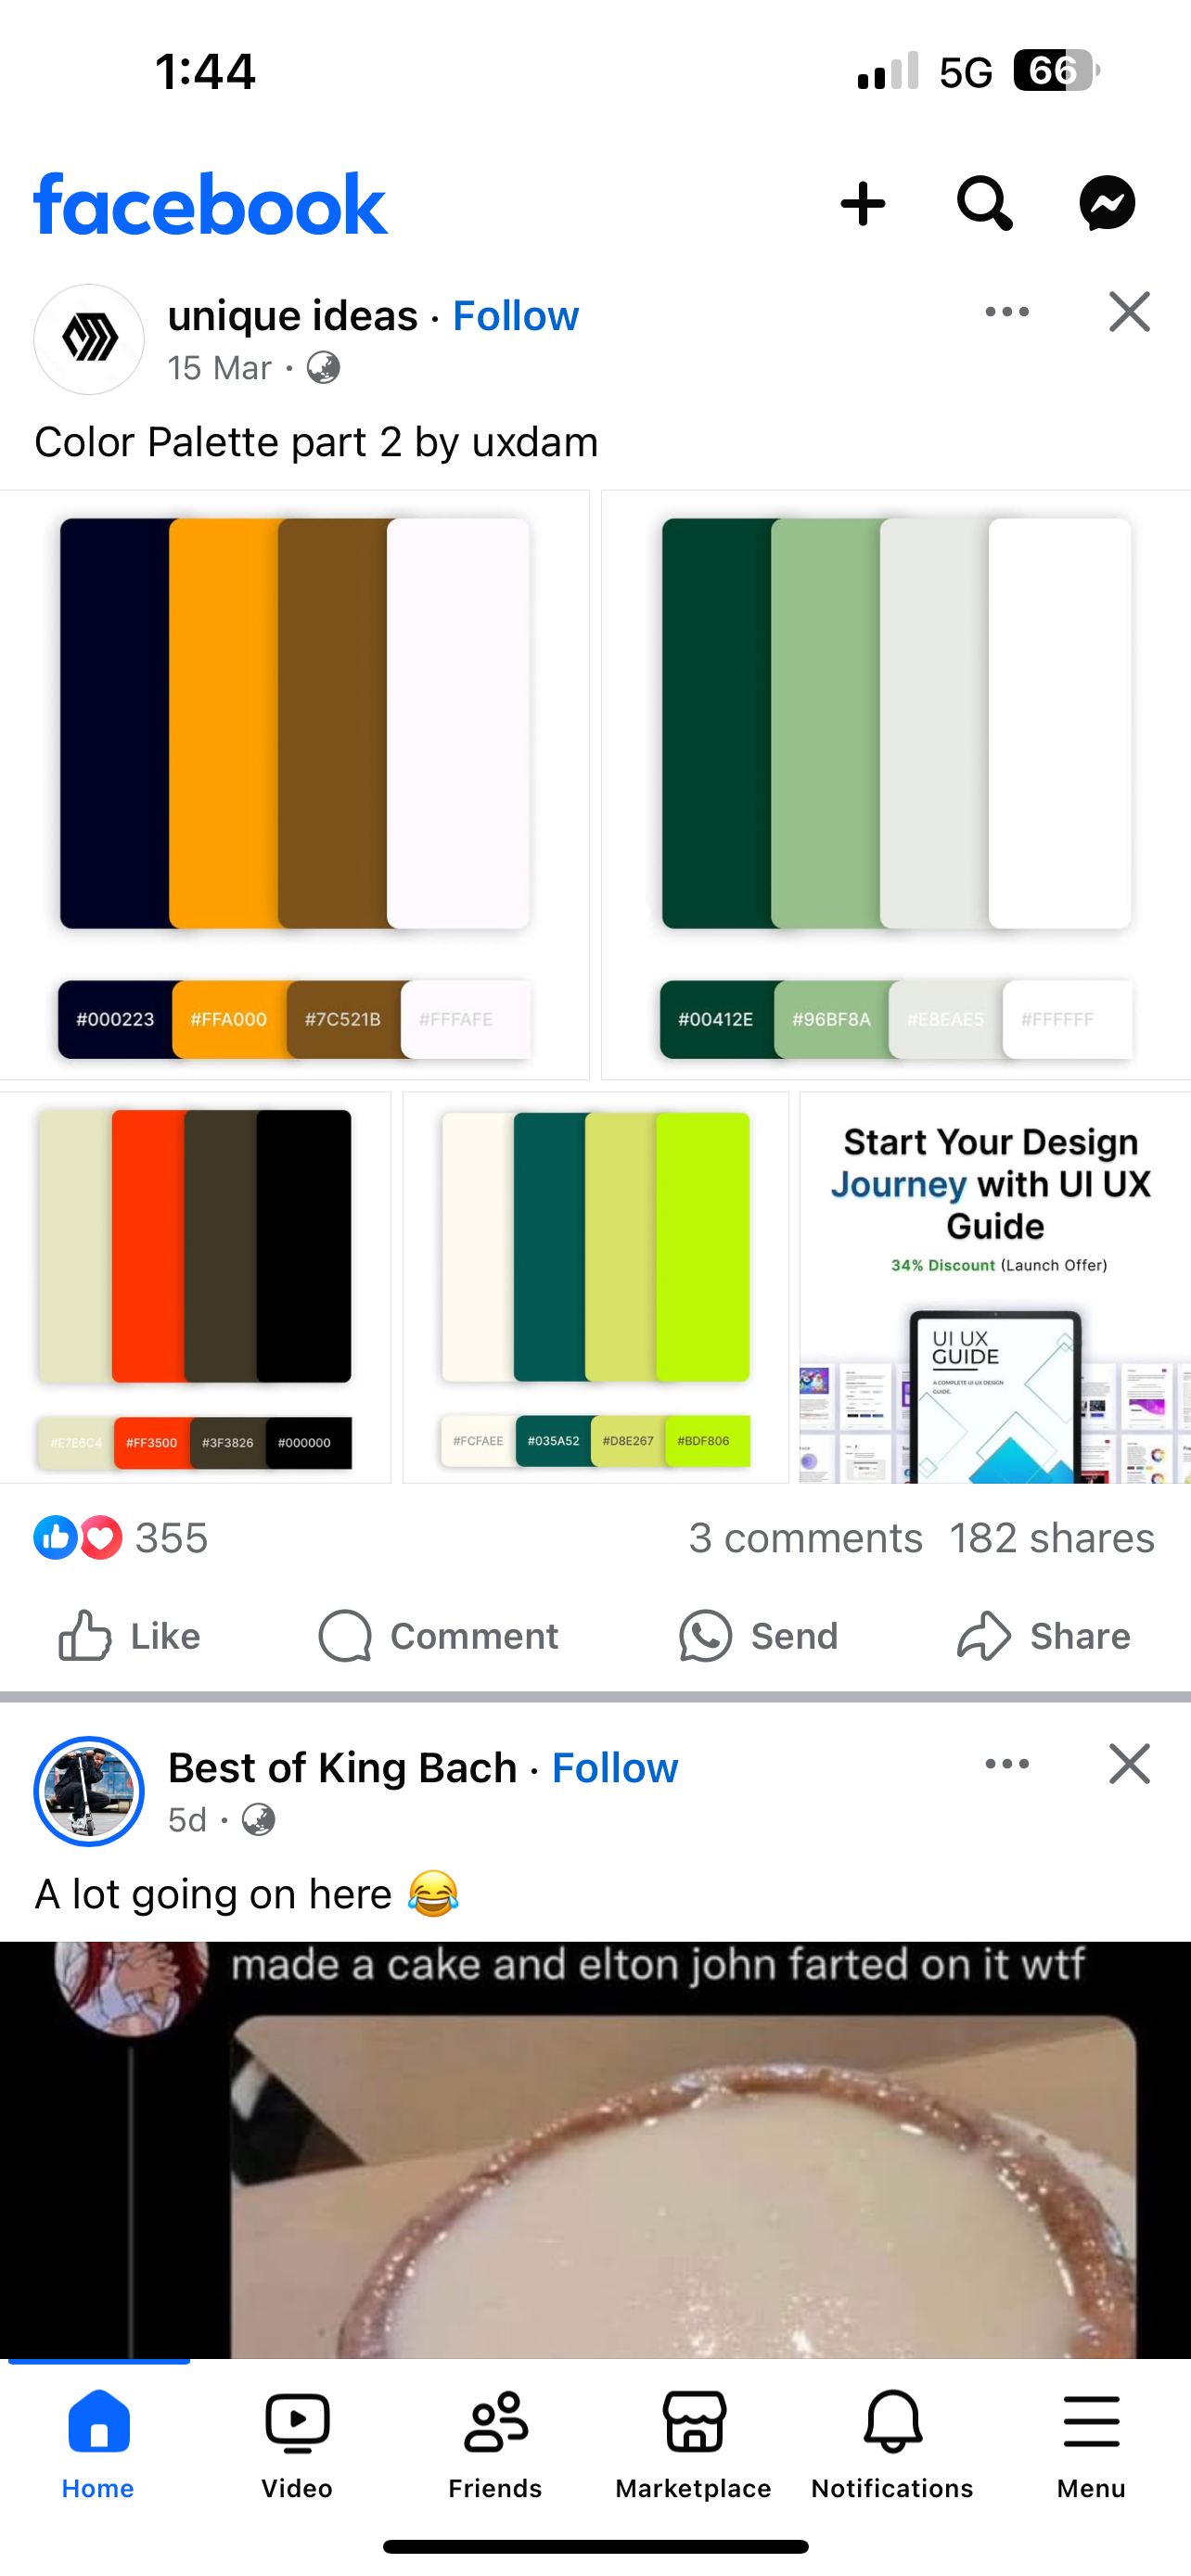 1:44
5G 66
facebook
unique ideas · Follow
15 Mar ·
Color Palette part 2 by uxdam
#000223 #FFA000 #7C521B #FFFAFE
#00412E #96BF8A #E8EAE5 #FFFFFF
#E7E6C4 #FF3500 #3F3826 #000000
#FCFAEE #035A52 #D8E267 #BDF806
Start Your Design
Journey with UI UX
Guide
34% Discount (Launch Offer)
UI UX
GUIDE
A COMPLETE UI UX DESIGN
GUIDE.
355
3 comments 182 shares
Like Comment Send Share
Best of King Bach · Follow
5d ·
A lot going on here 😂
made a cake and elton john farted on it wtf
Home Video Friends Marketplace Notifications Menu